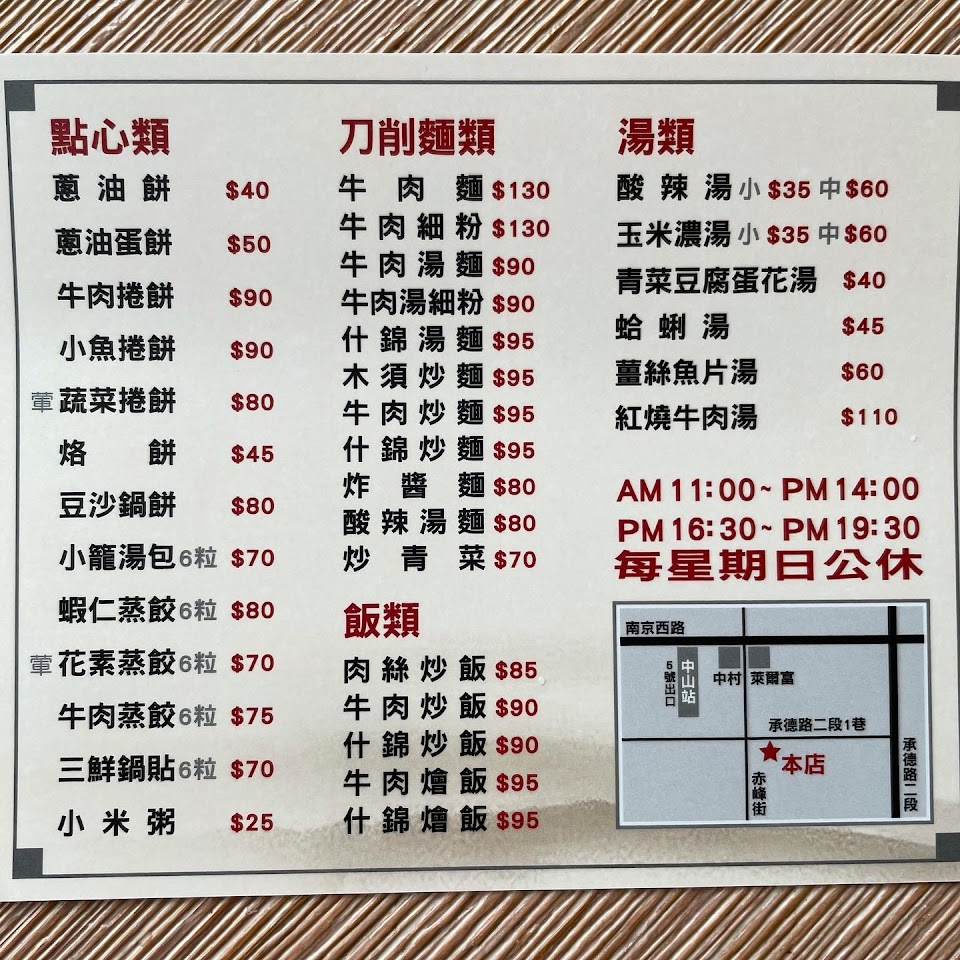 點心類
蔥油餅 $40
蔥油蛋餅 $50
牛肉捲餅 $90
小魚捲餅 $90
葷 蔬菜捲餅 $80
烙餅 $45
豆沙鍋餅 $80
小籠湯包6粒 $70
蝦仁蒸餃6粒 $80
葷 花素蒸餃6粒 $70
牛肉蒸餃6粒 $75
三鮮鍋貼6粒 $70
小米粥 $25
刀削麵類
牛肉麵 $130
牛肉細粉 $130
牛肉湯麵 $90
牛肉湯細粉 $90
什錦湯麵 $95
木須炒麵 $95
牛肉炒麵 $95
什錦炒麵 $95
炸醬麵 $80
酸辣湯麵 $80
炒青菜 $70
飯類
肉絲炒飯 $85
牛肉炒飯 $90
什錦炒飯 $90
牛肉燴飯 $95
什錦燴飯 $95
湯類
酸辣湯 小 $35 中 $60
玉米濃湯 小 $35 中 $60
青菜豆腐蛋花湯 $40
蛤蜊湯 $45
薑絲魚片湯 $60
紅燒牛肉湯 $110
AM 11:00~ PM 14:00
PM 16:30~ PM 19:30
每星期日公休
南京西路
5號出口
中山站
中村
萊爾富
承德路二段1巷
本店
赤峰街
承德路二段